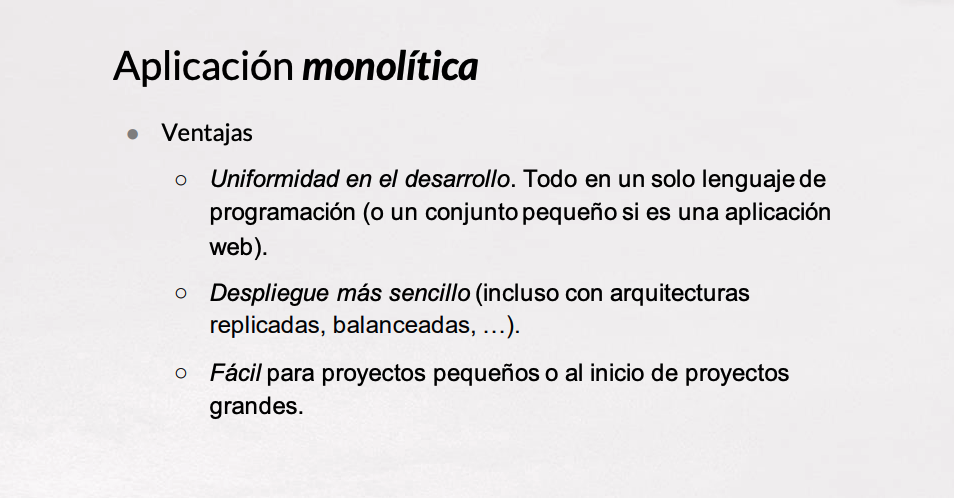 Aplicación monolítica
● Ventajas
○ Uniformidad en el desarrollo. Todo en un solo lenguaje de
programación (o un conjunto pequeño si es una aplicación
web).
○ Despliegue más sencillo (incluso con arquitecturas
replicadas, balanceadas, …).
○ Fácil para proyectos pequeños o al inicio de proyectos
grandes.